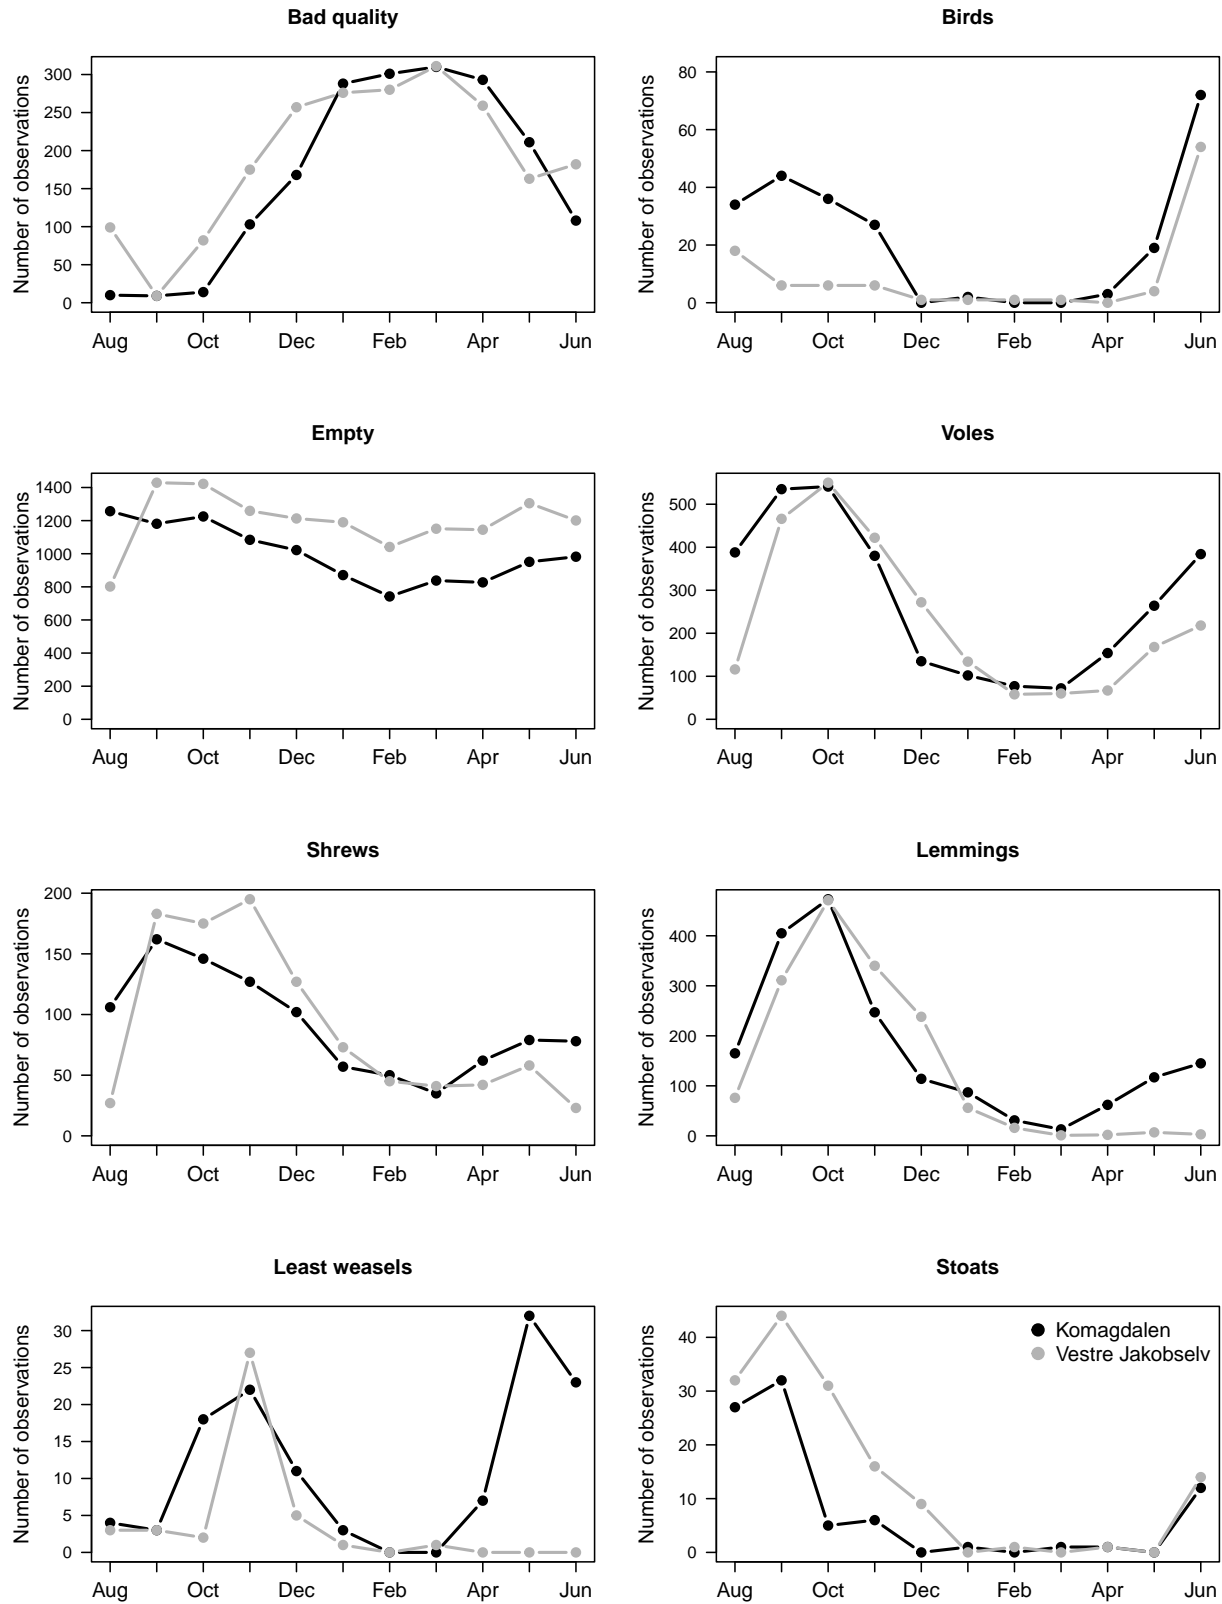 Bad quality
Number of observations
300
250
200
150
100
50
0
Aug Oct Dec Feb Apr Jun
Birds
Number of observations
80
60
40
20
0
Aug Oct Dec Feb Apr Jun
Empty
Number of observations
1400
1200
1000
800
600
400
200
0
Aug Oct Dec Feb Apr Jun
Voles
Number of observations
500
400
300
200
100
0
Aug Oct Dec Feb Apr Jun
Shrews
Number of observations
200
150
100
50
0
Aug Oct Dec Feb Apr Jun
Lemmings
Number of observations
400
300
200
100
0
Aug Oct Dec Feb Apr Jun
Least weasels
Number of observations
30
25
20
15
10
5
0
Aug Oct Dec Feb Apr Jun
Stoats
Number of observations
40
30
20
10
0
Aug Oct Dec Feb Apr Jun
Komagdalen
Vestre Jakobselv